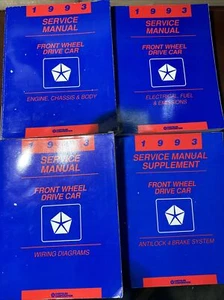 1993
SERVICE
MANUAL
FRONT WHEEL
DRIVE CAR
ENGINE, CHASSIS & BODY
1993
SERVICE
MANUAL
FRONT WHEEL
DRIVE CAR
ELECTRICAL, FUEL
& EMISSIONS
1993
SERVICE
MANUAL
FRONT WHEEL
DRIVE CAR
WIRING DIAGRAMS
1993
SERVICE MANUAL
SUPPLEMENT
FRONT WHEEL
DRIVE CAR
ANTILOCK 4 BRAKE SYSTEM